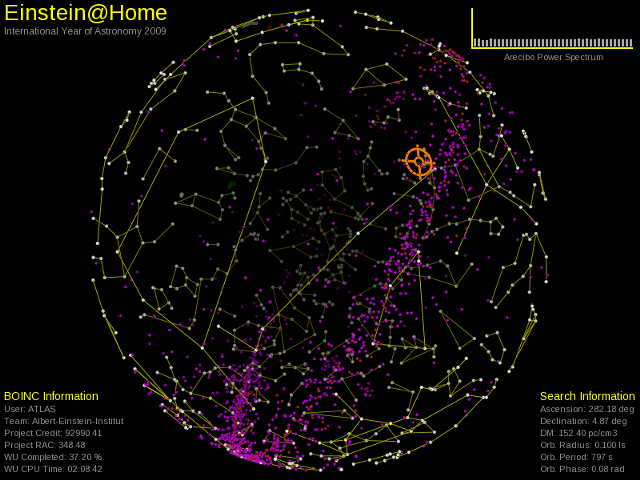 Einstein@Home
International Year of Astronomy 2009
Arecibo Power Spectrum
BOINC Information
User: ATLAS
Team: Albert-Einstein-Institut
Project Credit: 92990.41
Project RAC: 348.48
WU Completed: 37.20 %
WU CPU Time: 02:08:42
Search Information
Ascension: 282.18 deg
Declination: 4.87 deg
DM: 152.40 pc/cm3
Orb. Radius: 0.100 ls
Orb. Period: 797 s
Orb. Phase: 0.08 rad